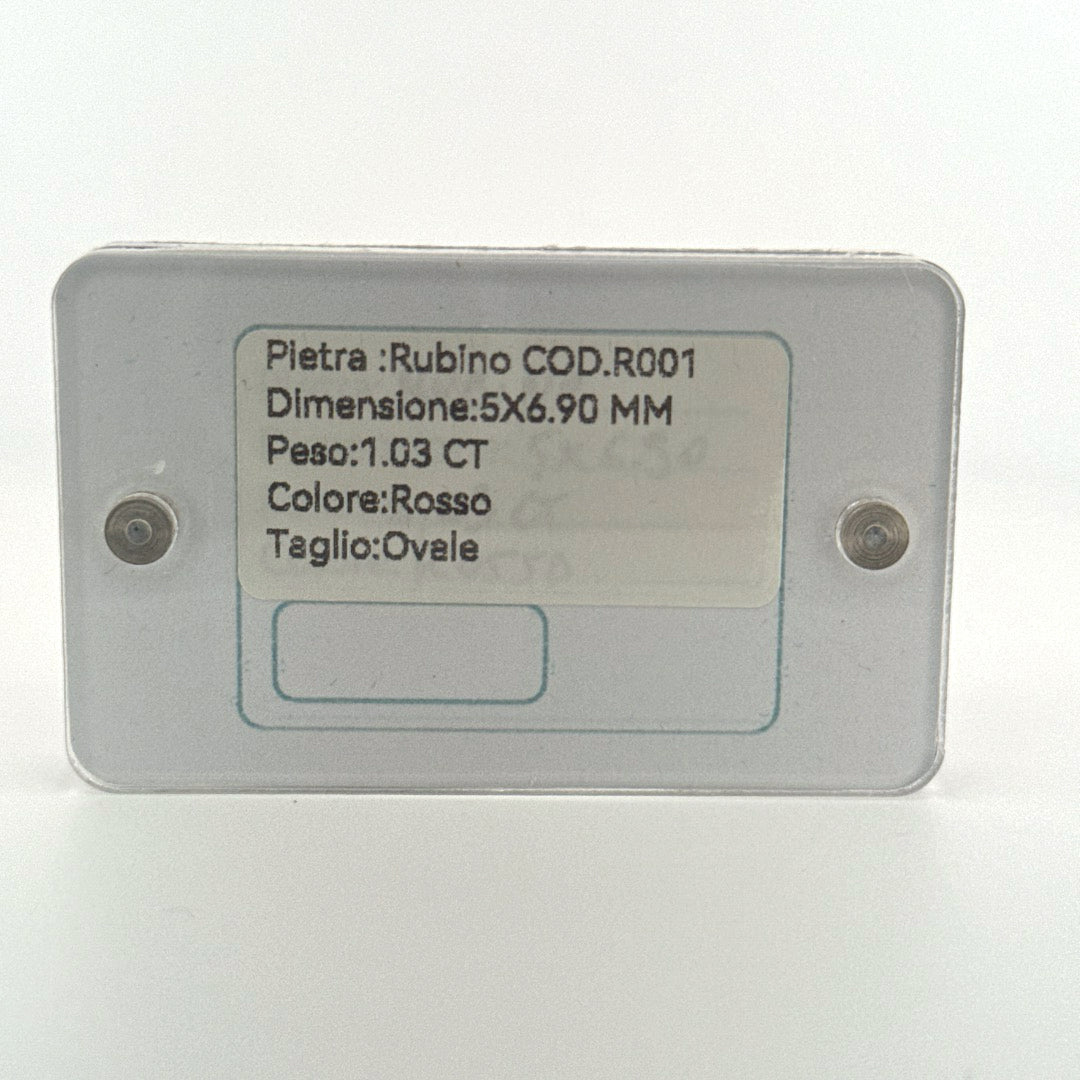 Pietra :Rubino COD.R001
Dimensione:5X6.90 MM
Peso:1.03 CT
Colore:Rosso
Taglio:Ovale